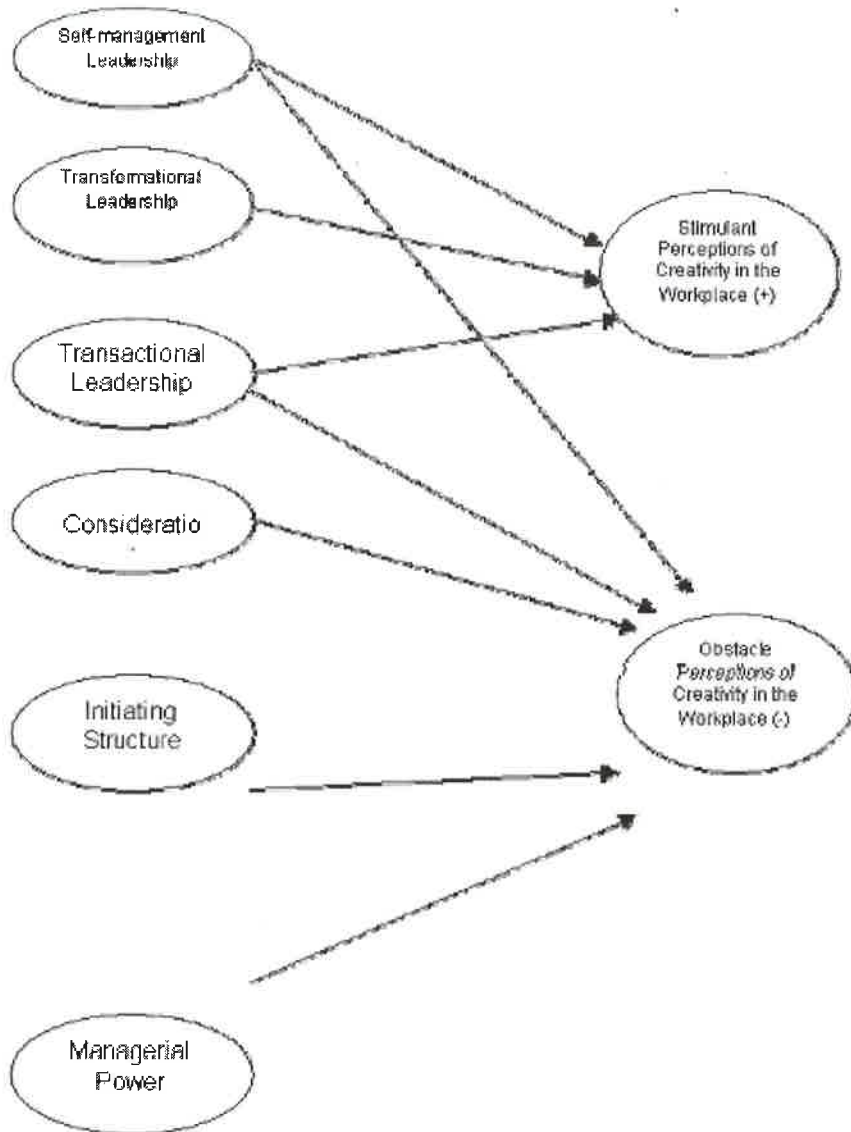 Self-management
Leadership
Transformational
Leadership
Stimulant
Perceptions of
Creativity in the
Workplace (+)
Transactional
Leadership
Consideratio
Obstacle
Perceptions of
Creativity in the
Workplace (-)
Initiating
Structure
Managerial
Power